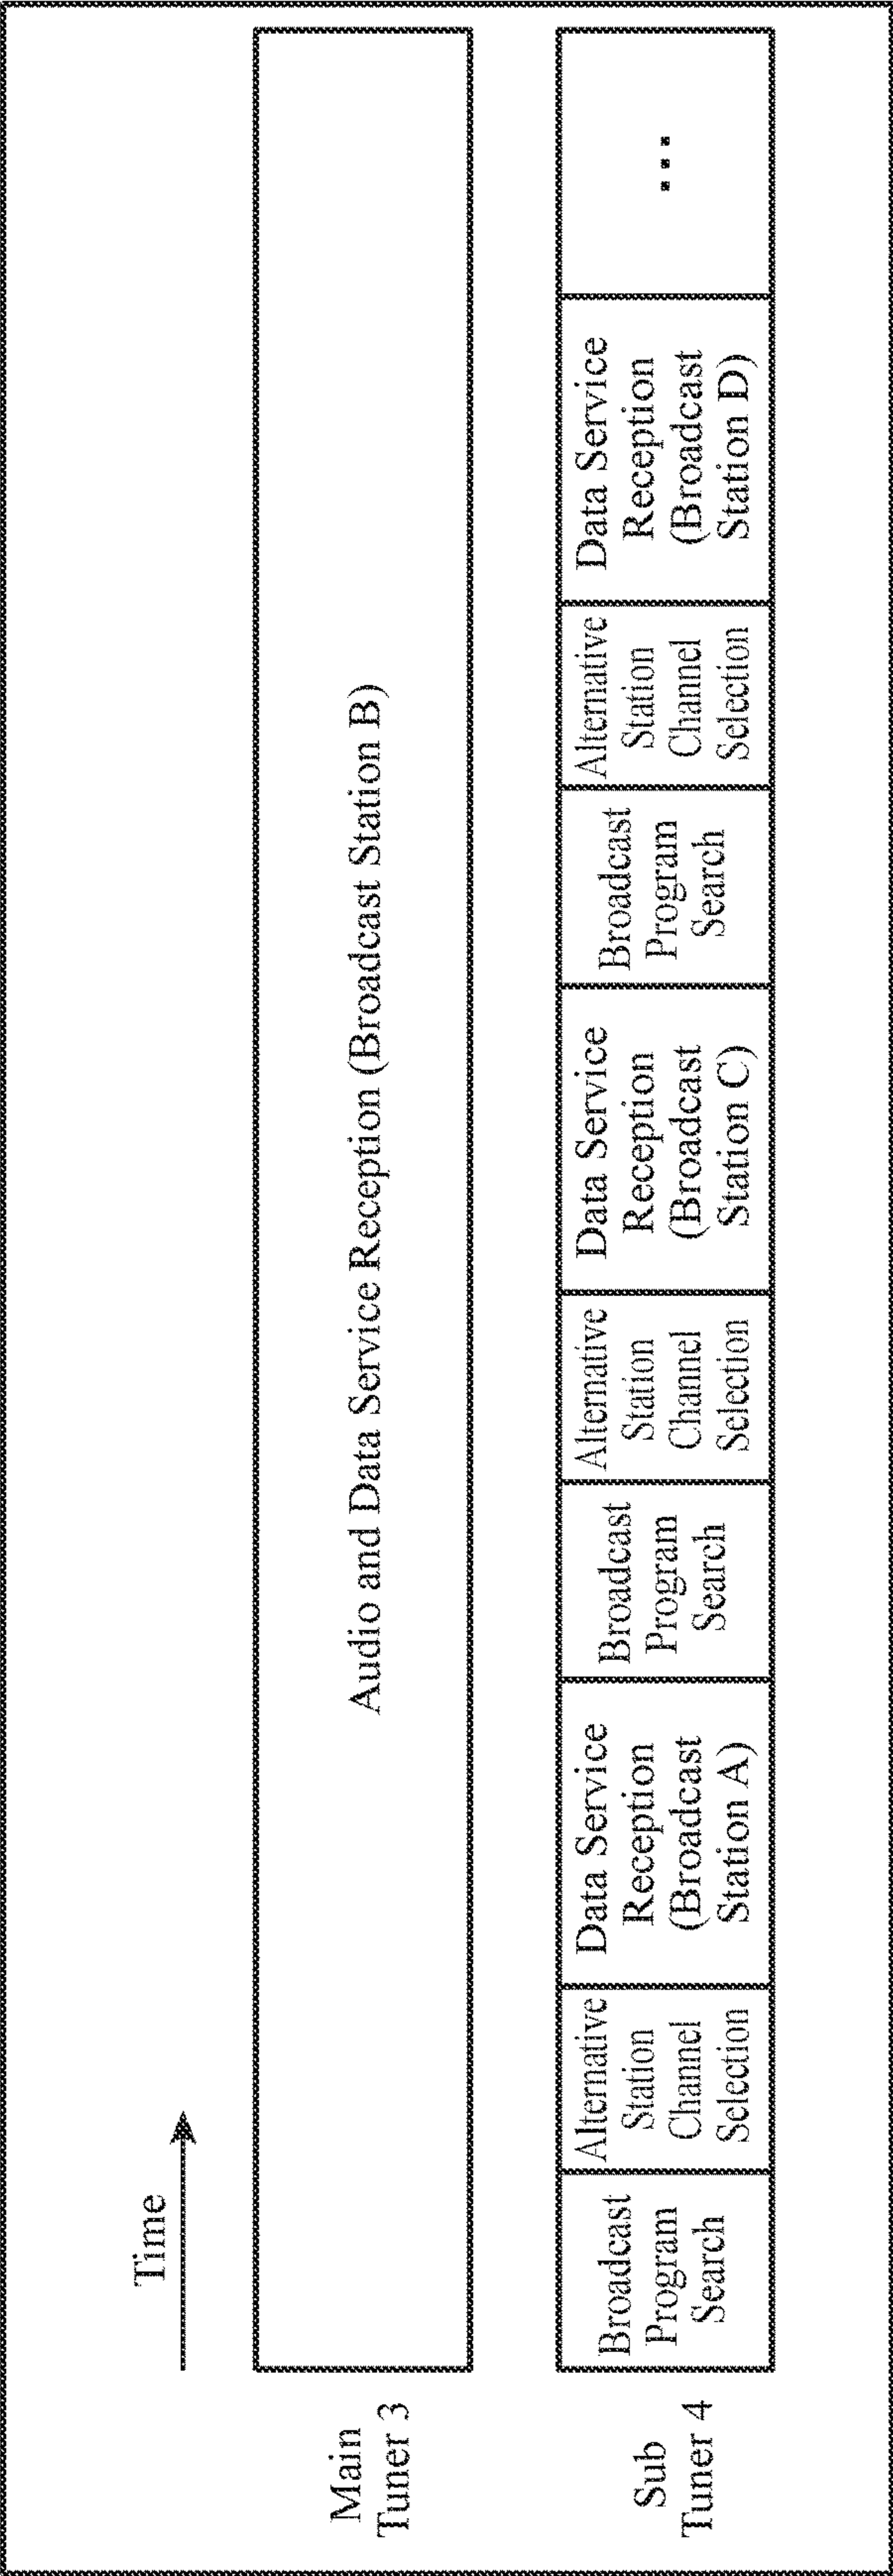 Time
Main
Tuner 3
Audio and Data Service Reception (Broadcast Station B)
Sub
Tuner 4
Broadcast
Program
Search
Alternative
Station
Channel
Selection
Data Service
Reception
(Broadcast
Station A)
Broadcast
Program
Search
Alternative
Station
Channel
Selection
Data Service
Reception
(Broadcast
Station C)
Broadcast
Program
Search
Alternative
Station
Channel
Selection
Data Service
Reception
(Broadcast
Station D)
...